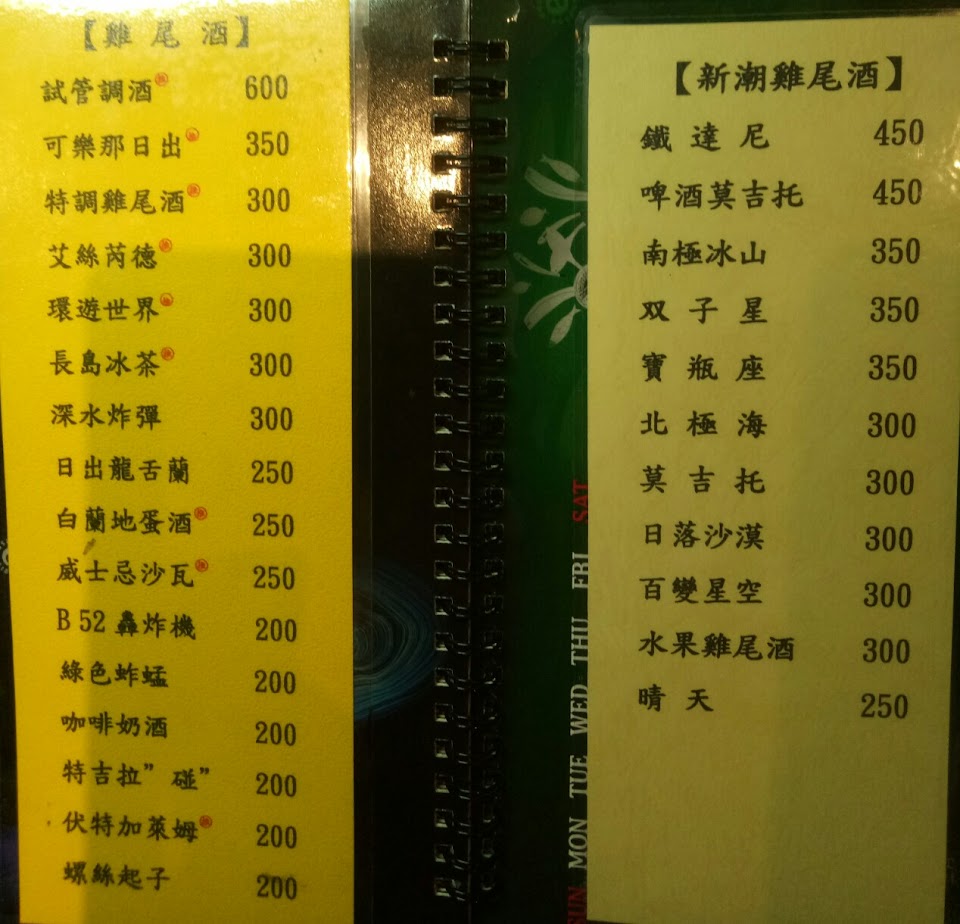 【雞尾酒】
試管調酒 600
可樂那日出 350
特調雞尾酒 300
艾絲芮德 300
環遊世界 300
長島冰茶 300
深水炸彈 300
日出龍舌蘭 250
白蘭地蛋酒 250
威士忌沙瓦 250
B 52 轟炸機 200
綠色蚱蜢 200
咖啡奶酒 200
特吉拉”碰” 200
伏特加萊姆 200
螺絲起子 200
SUN MON TUE WED THU FRI SAT
【新潮雞尾酒】
鐵達尼 450
啤酒莫吉托 450
南極冰山 350
双子星 350
寶瓶座 350
北極海 300
莫吉托 300
日落沙漠 300
百變星空 300
水果雞尾酒 300
晴天 250